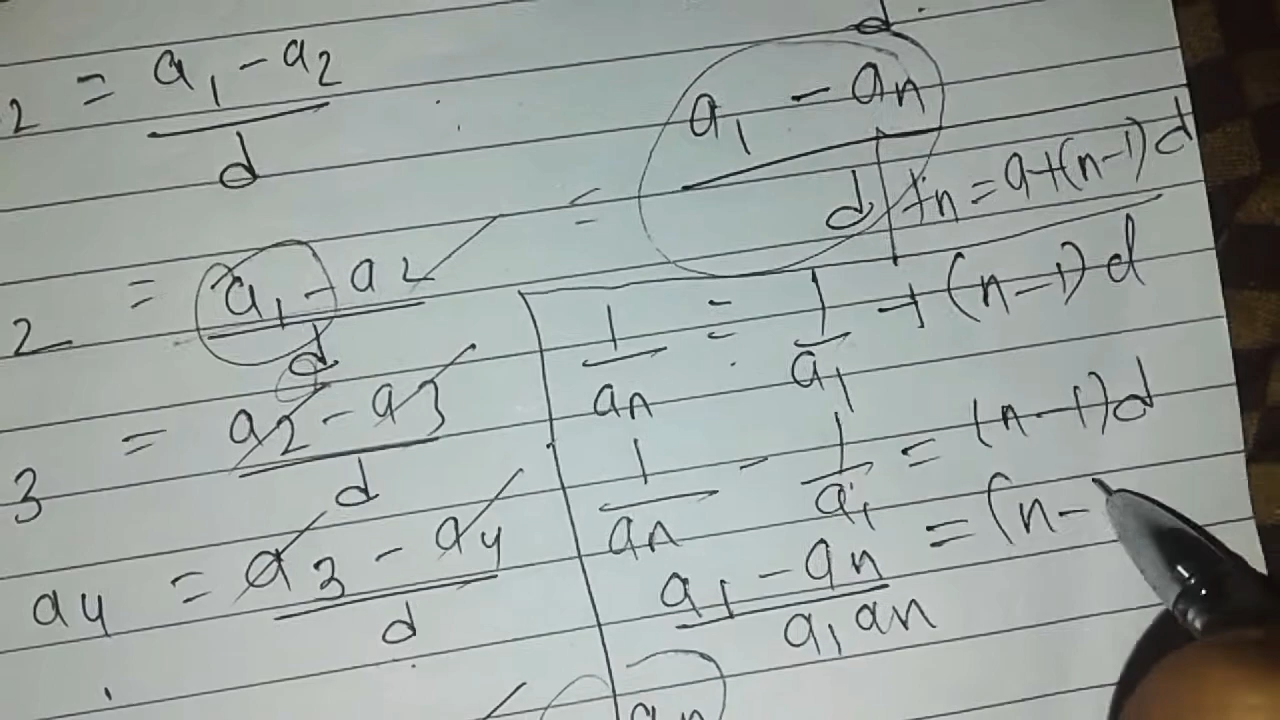 2 = a₁ - a₂ / d
2 = a₁ - a₂ / d
3 = a₂ - a₃ / d
a₄ = a₃ - a₄ / d
d
= a₁ - aₙ / d
tₙ = a + (n-1)d
1/aₙ = 1/a₁ + (n-1)d
1/aₙ - 1/a₁ = (n-1)d
a₁ - aₙ / a₁aₙ = (n-
aₙ